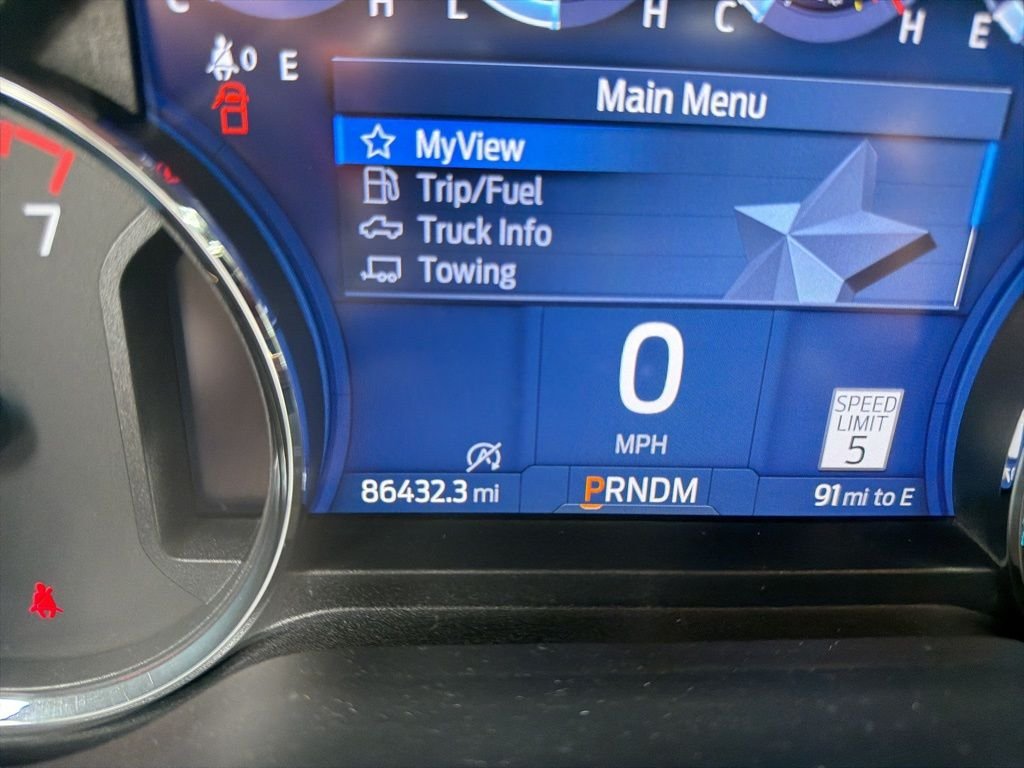 C H L H C H E
0 E
Main Menu
MyView
Trip/Fuel
Truck Info
Towing
7
0
MPH
SPEED
LIMIT
5
86432.3 mi
PRNDM
91 mi to E